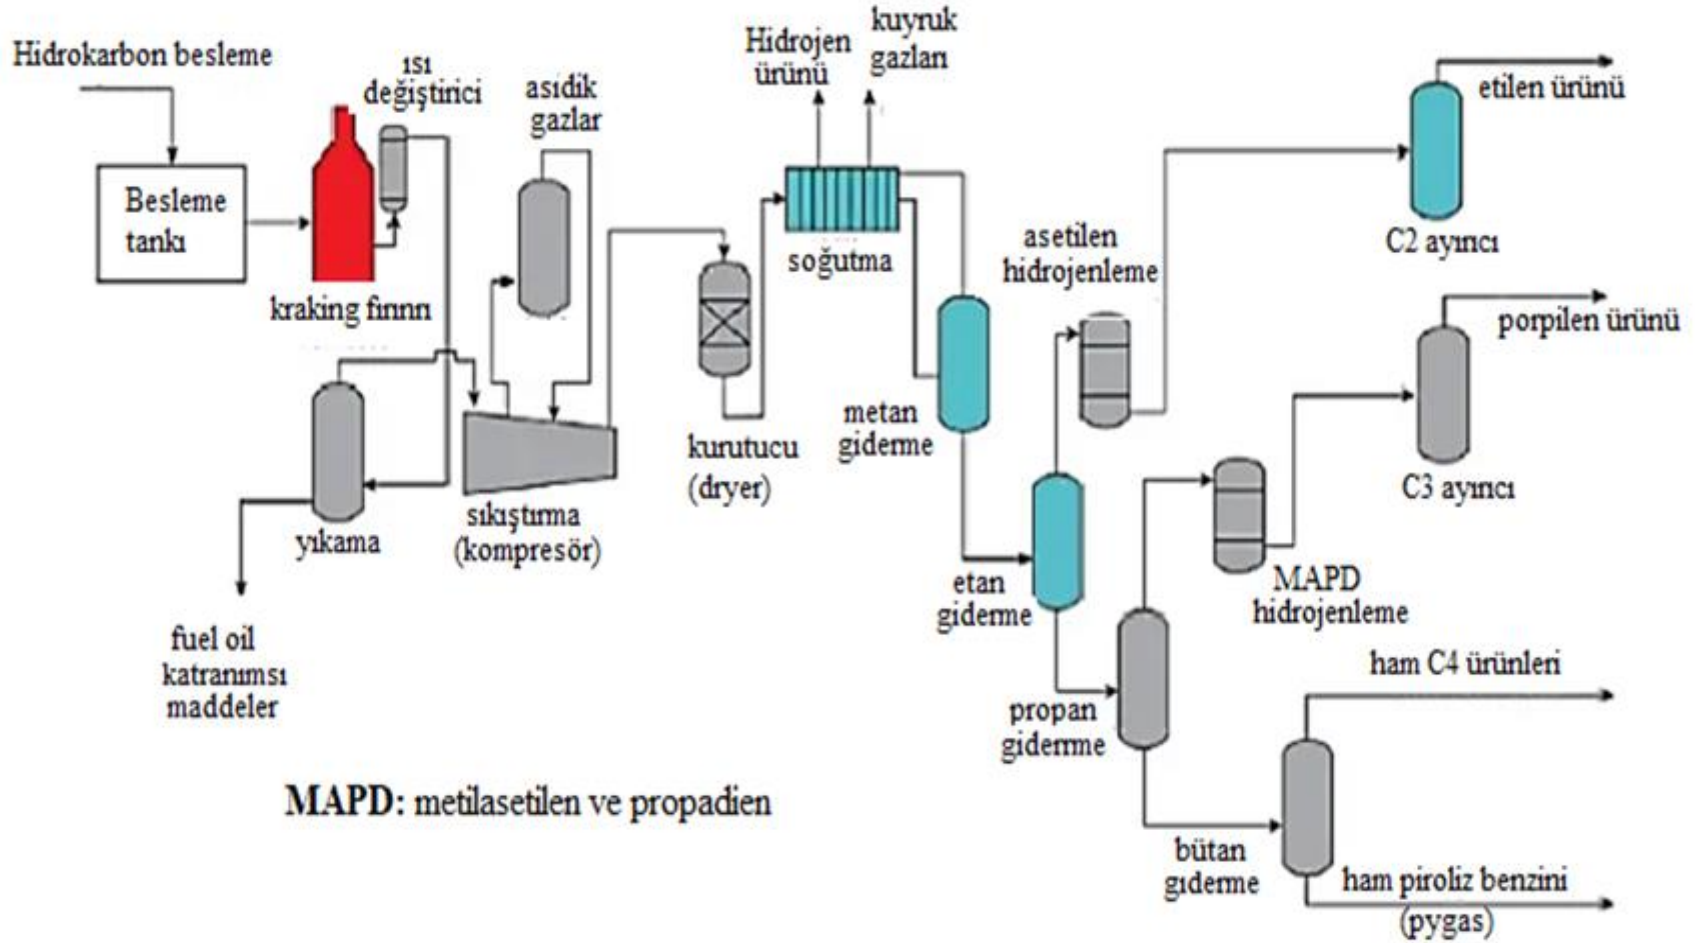 Hidrokarbon besleme
Besleme
tankı
kraking fırınrı
ısı
değiştirici
asidik
gazlar
yıkama
fuel oil
katranımsı
maddeler
sıkıştırma
(kompresör)
kurutucu
(dryer)
Hidrojen
ürünü
kuyruk
gazları
soğutma
metan
giderme
etan
giderme
asetilen
hidrojenleme
etilen ürünü
C2 ayırıcı
porpilen ürünü
C3 ayırıcı
MAPD
hidrojenleme
propan
giderme
ham C4 ürünleri
bütan
gıderme
ham piroliz benzini
(pygas)
MAPD: metilasetilen ve propadien